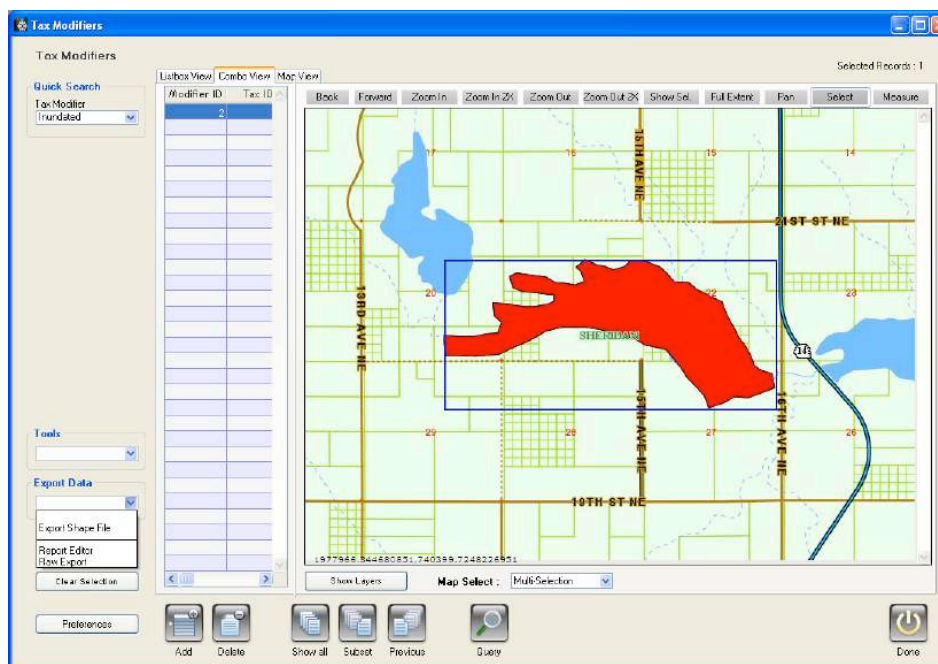 Tax Modifiers
Tax Modifiers
Selected Records : 1
Quick Search
Tax Modifier
Inundated
Listbox View Combo View Map View
Modifier ID Tax ID
2
Back Forward Zoom In Zoom In 2X Zoom Out Zoom Out 2X Show Sel. Full Extent Pan Select Measure
17 16 15 14
15TH AVE NE
21ST ST NE
13RD AVE NE
20 22 23
SHERIDAN
14
15TH AVE NE
16TH AVE NE
29 28 27 26
19TH ST NE
Tools
Export Data
Export Shape File
Report Editor
Raw Export
Clear Selection
Preferences
Show Layers Map Select : Multi-Selection
Add Delete Show all Subset Previous Query Done